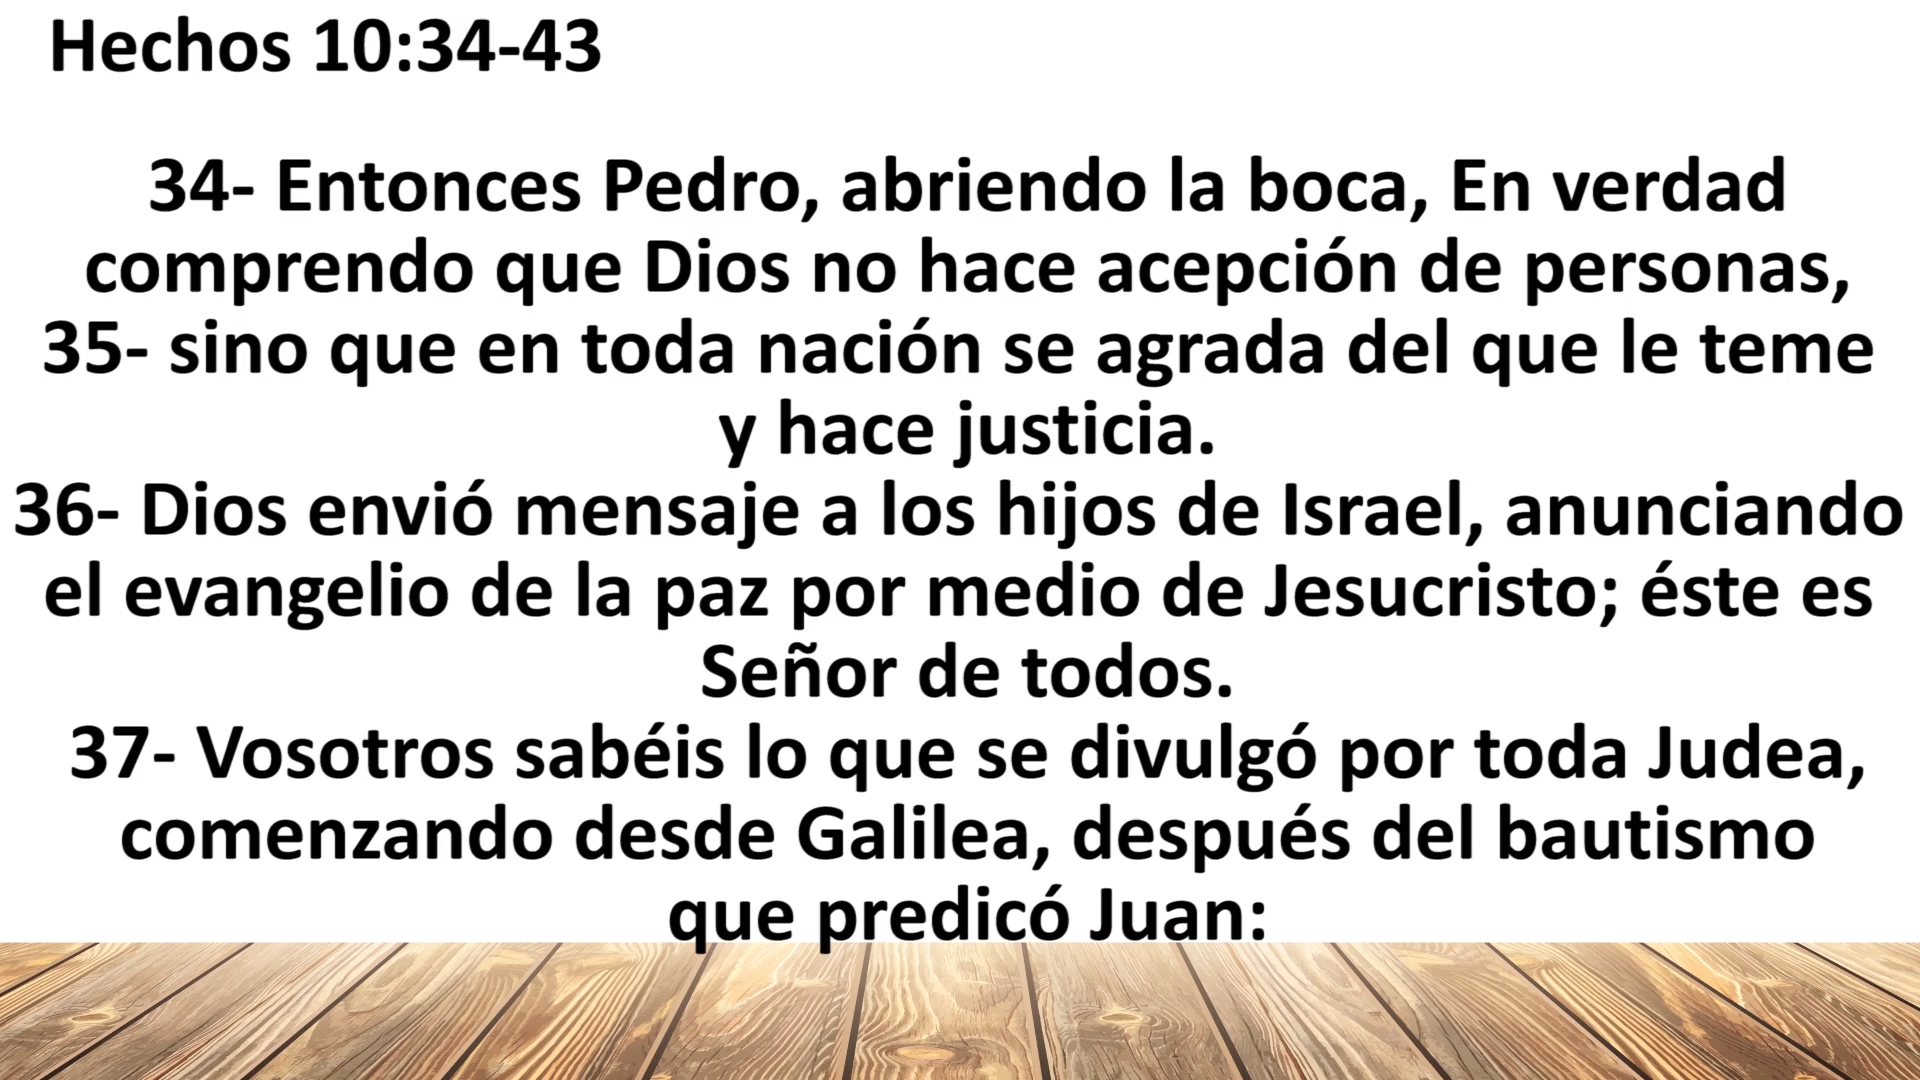 Hechos 10:34-43
34- Entonces Pedro, abriendo la boca, En verdad
comprendo que Dios no hace acepción de personas,
35- sino que en toda nación se agrada del que le teme
y hace justicia.
36- Dios envió mensaje a los hijos de Israel, anunciando
el evangelio de la paz por medio de Jesucristo; éste es
Señor de todos.
37- Vosotros sabéis lo que se divulgó por toda Judea,
comenzando desde Galilea, después del bautismo
que predicó Juan: